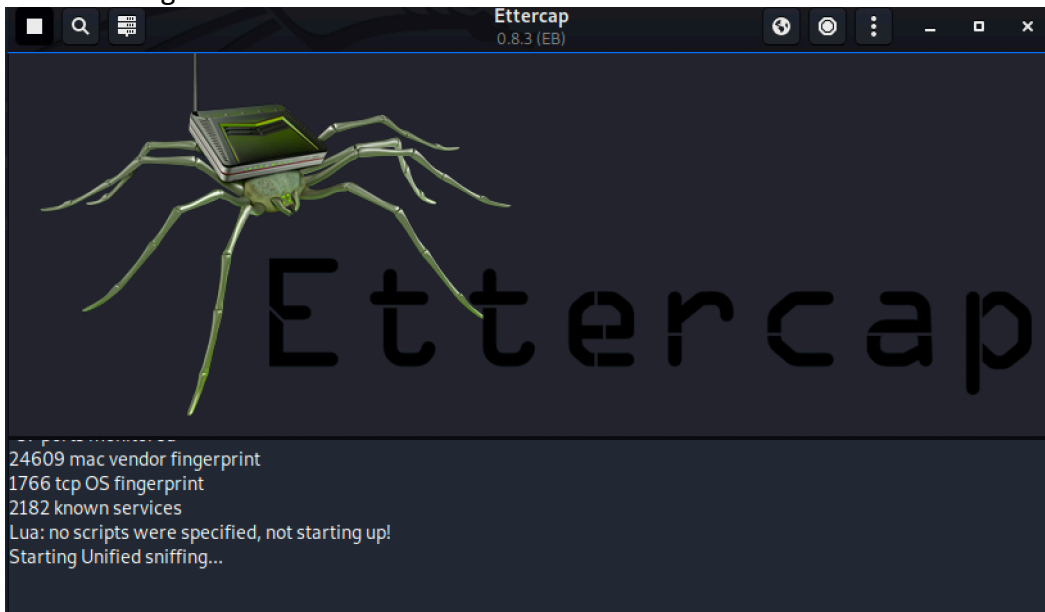 Ettercap
0.8.3 (EB)
Ettercap
24609 mac vendor fingerprint
1766 tcp OS fingerprint
2182 known services
Lua: no scripts were specified, not starting up!
Starting Unified sniffing...